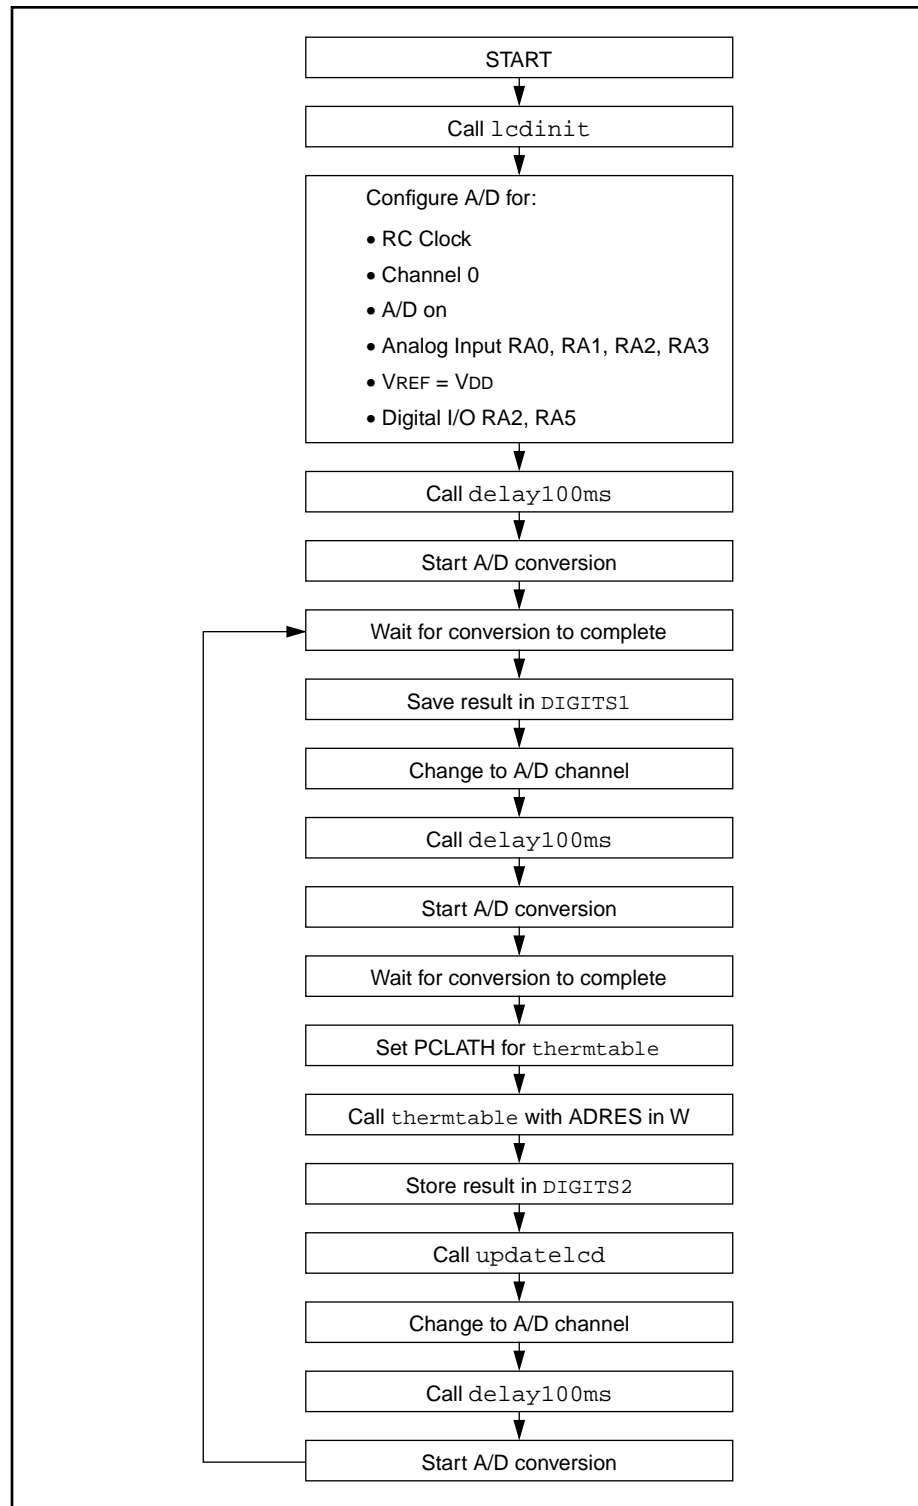 START
Call lcdinit
Configure A/D for:
• RC Clock
• Channel 0
• A/D on
• Analog Input RA0, RA1, RA2, RA3
• VREF = VDD
• Digital I/O RA2, RA5
Call delay100ms
Start A/D conversion
Wait for conversion to complete
Save result in DIGITS1
Change to A/D channel
Call delay100ms
Start A/D conversion
Wait for conversion to complete
Set PCLATH for thermtable
Call thermtable with ADRES in W
Store result in DIGITS2
Call updatelcd
Change to A/D channel
Call delay100ms
Start A/D conversion